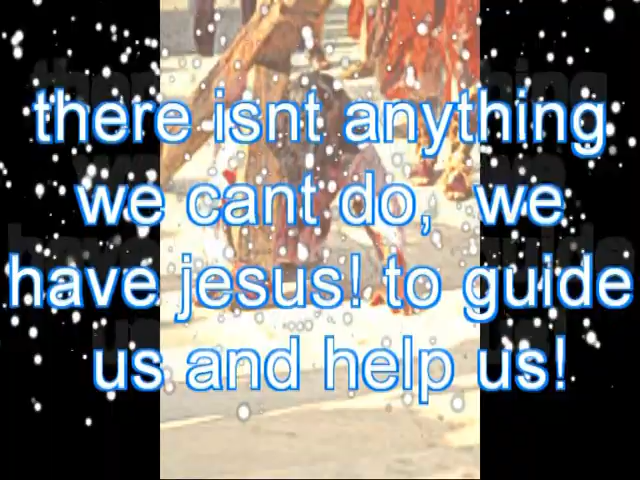 there isnt anything
we cant do, we
have jesus! to guide
us and help us!